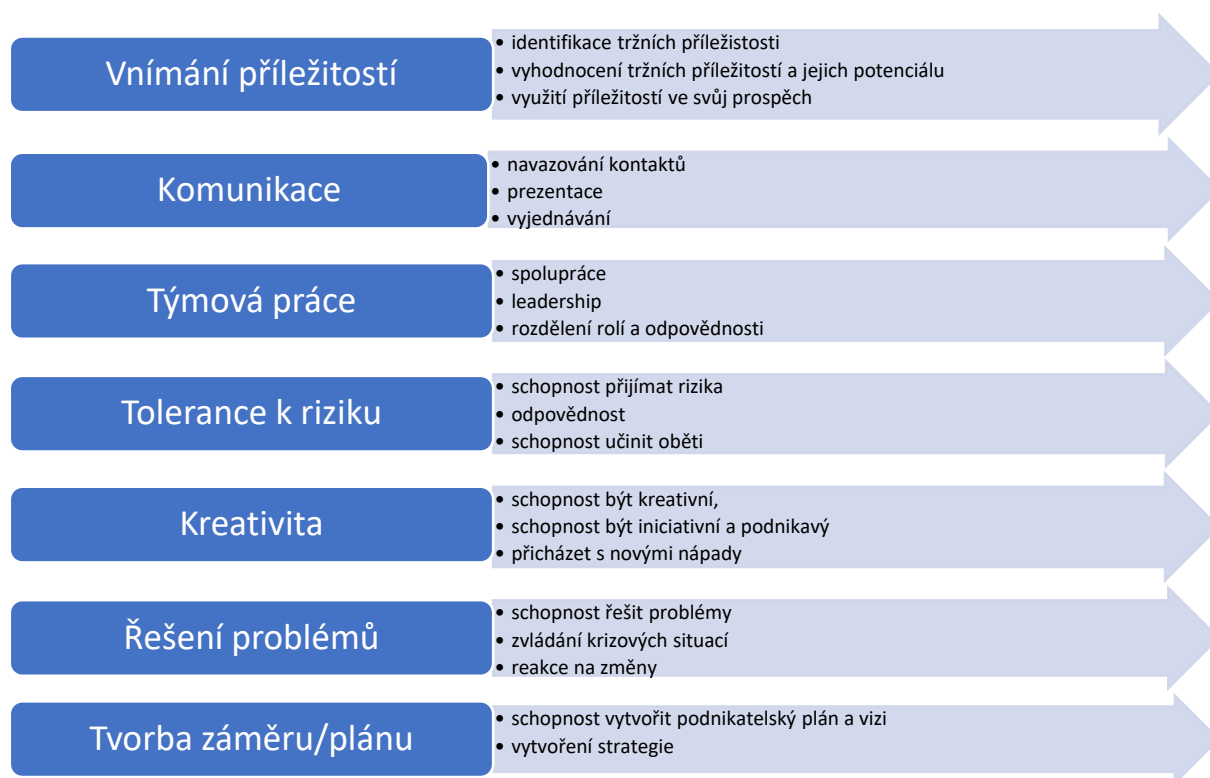 Vnímání příležitostí
• identifikace tržních příležistosti
• vyhodnocení tržních příležitostí a jejich potenciálu
• využití příležitostí ve svůj prospěch
Komunikace
• navazování kontaktů
• prezentace
• vyjednávání
Týmová práce
• spolupráce
• leadership
• rozdělení rolí a odpovědnosti
Tolerance k riziku
• schopnost přijímat rizika
• odpovědnost
• schopnost učinit oběti
Kreativita
• schopnost být kreativní,
• schopnost být iniciativní a podnikavý
• přicházet s novými nápady
Řešení problémů
• schopnost řešit problémy
• zvládání krizových situací
• reakce na změny
Tvorba záměru/plánu
• schopnost vytvořit podnikatelský plán a vizi
• vytvoření strategie